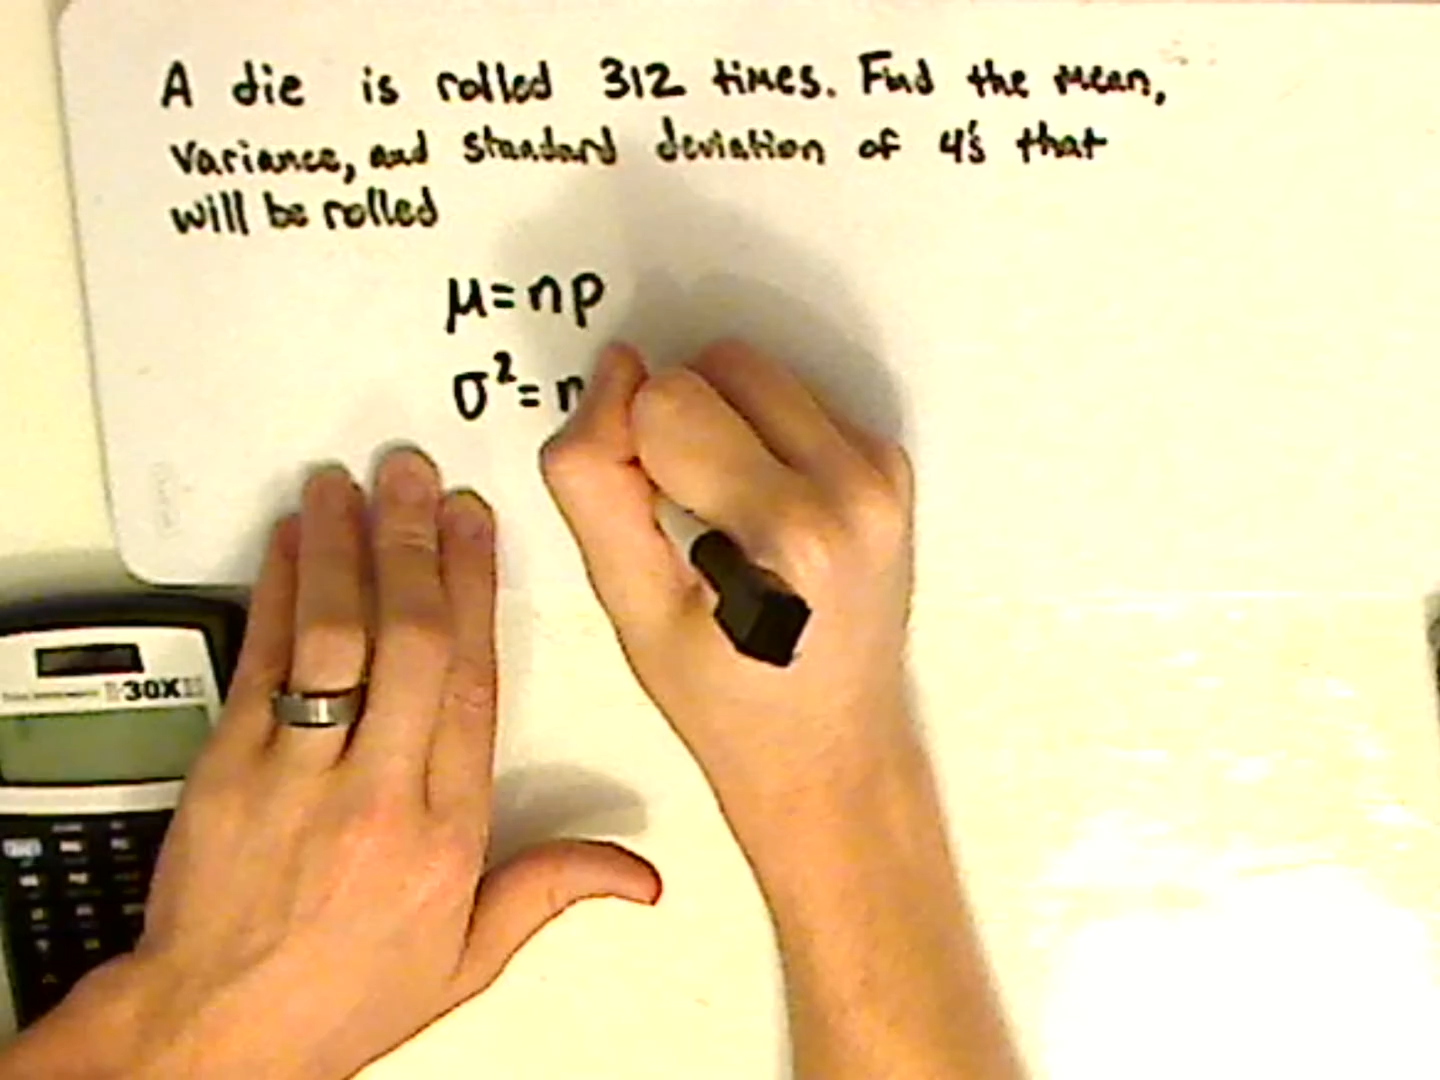 A die is rolled 312 times. Find the mean,
variance, and standard deviation of 4's that
will be rolled
μ = np
σ² = n
30X